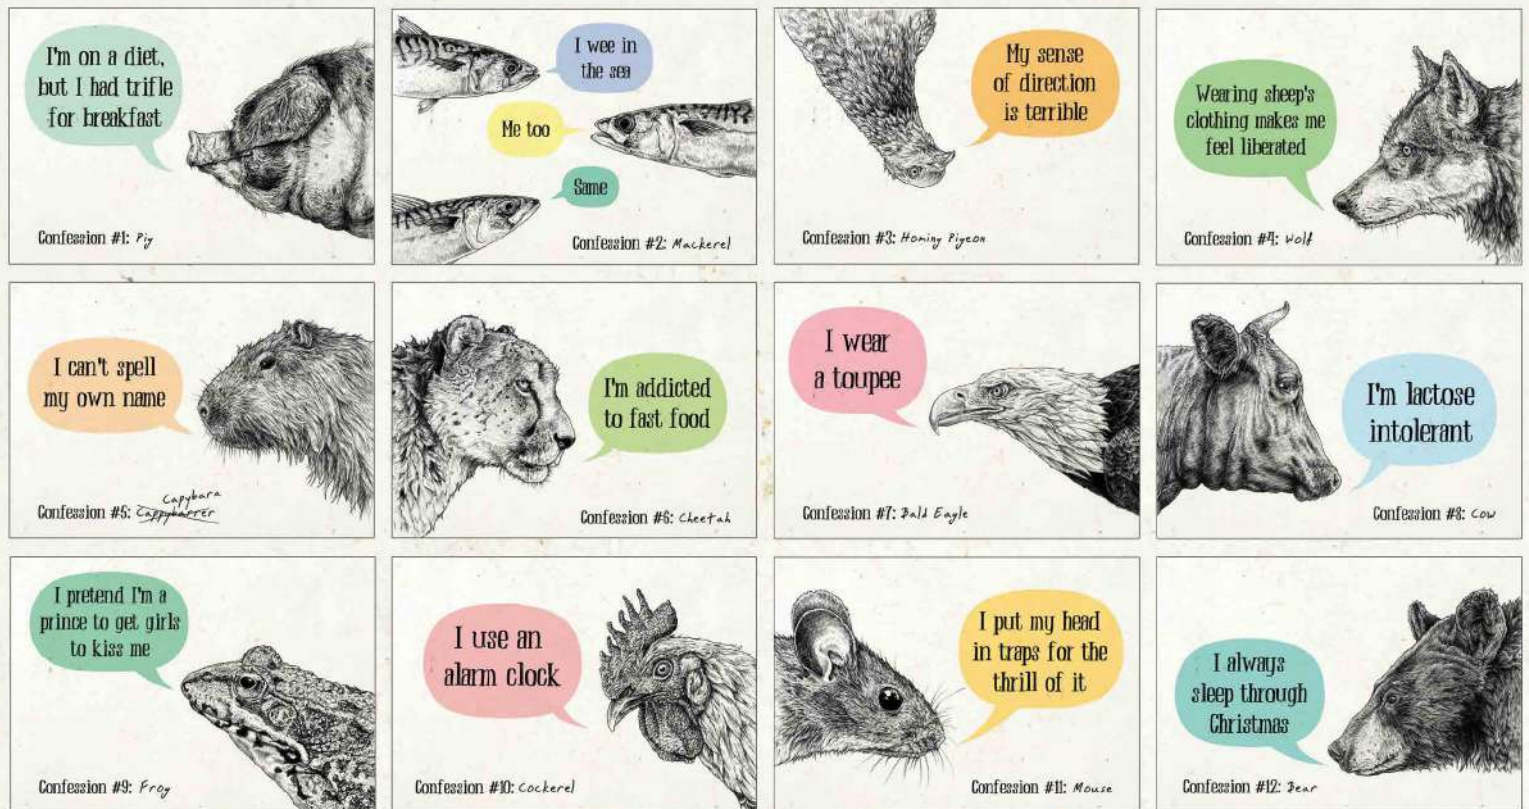 I'm on a diet,
but I had trifle
for breakfast
Confession #1: Pig
I wee in
the sea
Me too
Same
Confession #2: Mackerel
My sense
of direction
is terrible
Confession #3: Homing Pigeon
Wearing sheep's
clothing makes me
feel liberated
Confession #4: Wolf
I can't spell
my own name
Capybara
Confession #5: Cappybarrer
I'm addicted
to fast food
Confession #6: Cheetah
I wear
a toupee
Confession #7: Bald Eagle
I'm lactose
intolerant
Confession #8: Cow
I pretend I'm a
prince to get girls
to kiss me
Confession #9: Frog
I use an
alarm clock
Confession #10: Cockerel
I put my head
in traps for the
thrill of it
Confession #11: Mouse
I always
sleep through
Christmas
Confession #12: Bear